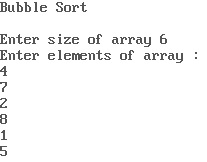 Bubble Sort
Enter size of array 6
Enter elements of array :
4
7
2
8
1
5